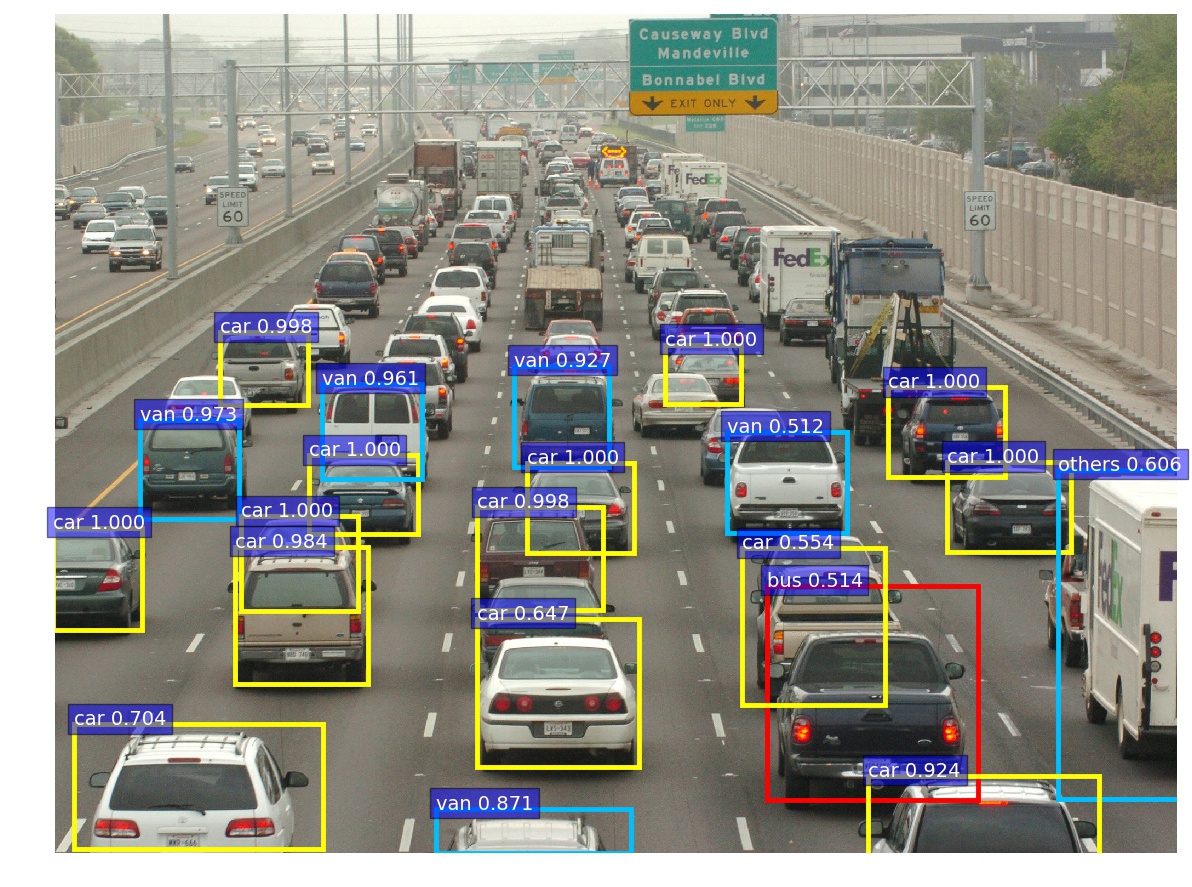 Causeway Blvd
Mandeville
Bonnabel Blvd
EXIT ONLY
FedEx
SPEED
LIMIT
60
SPEED
LIMIT
60
FedEx
car 0.998
car 1.000
van 0.927
van 0.961
car 1.000
van 0.973
van 0.512
car 1.000
car 1.000
car 1.000
others 0.606
car 0.998
car 1.000
car 1.000
car 0.984
car 0.554
bus 0.514
car 0.647
car 0.704
car 0.924
van 0.871